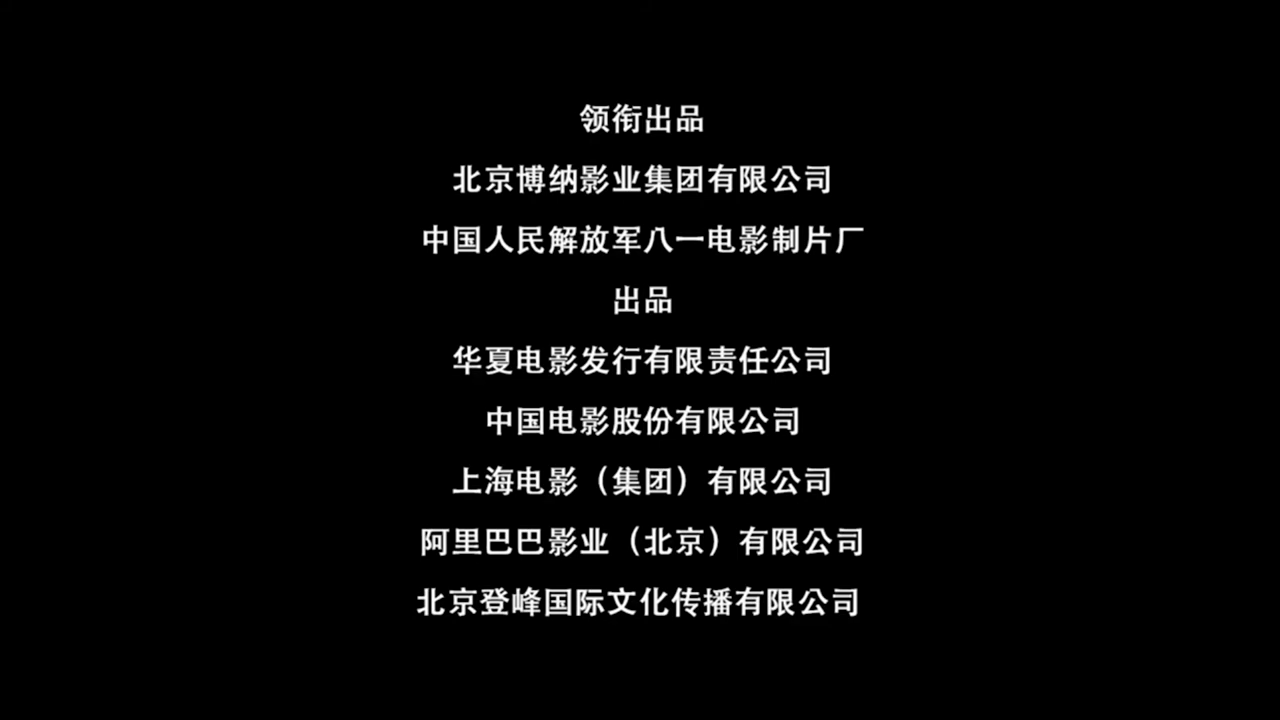 领衔出品
北京博纳影业集团有限公司
中国人民解放军八一电影制片厂
出品
华夏电影发行有限责任公司
中国电影股份有限公司
上海电影（集团）有限公司
阿里巴巴影业（北京）有限公司
北京登峰国际文化传播有限公司